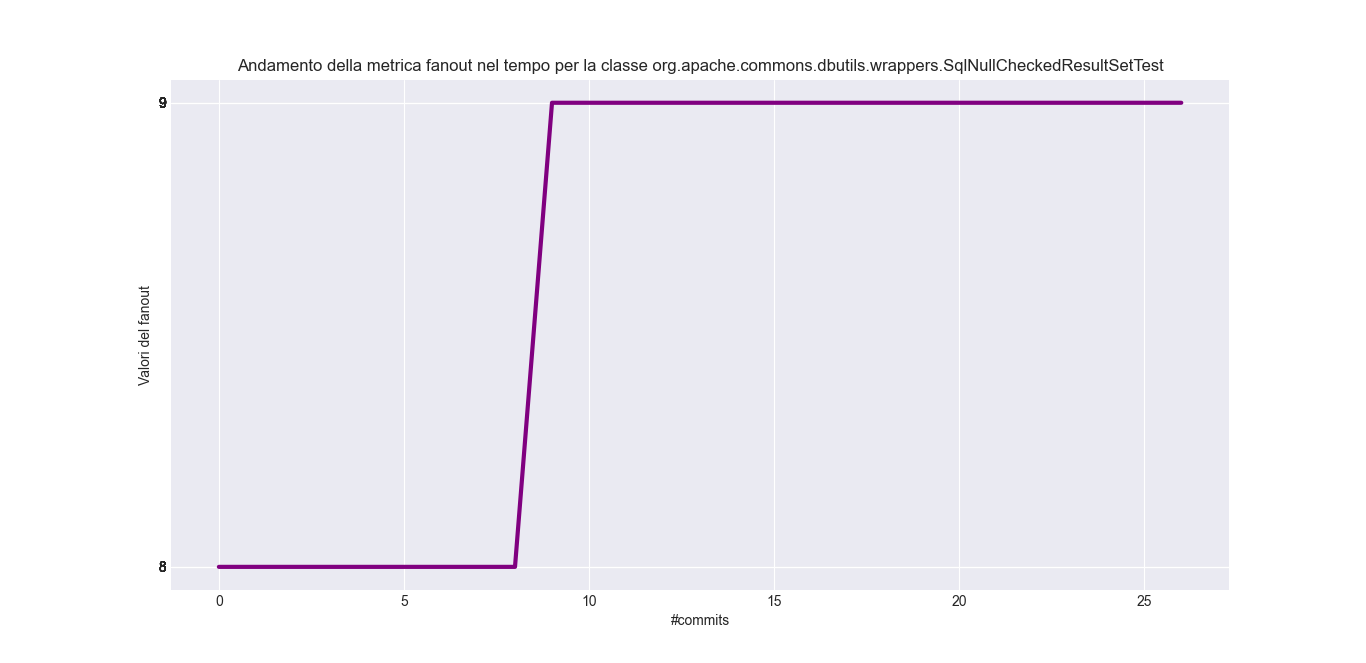 Andamento della metrica fanout nel tempo per la classe org.apache.commons.dbutils.wrappers.SqlNullCheckedResultSetTest
9
Valori del fanout
8
0 5 10 15 20 25
#commits